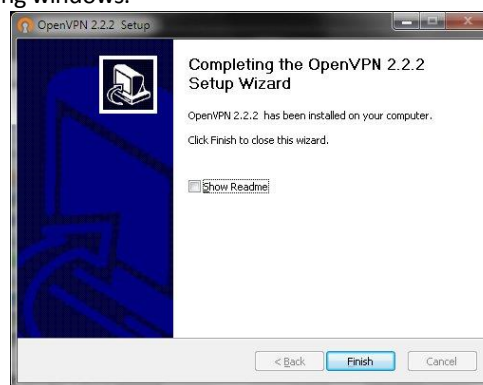 ng windows.
OpenVPN 2.2.2 Setup
Completing the OpenVPN 2.2.2
Setup Wizard
OpenVPN 2.2.2 has been installed on your computer.
Click Finish to close this wizard.
Show Readme
< Back Finish Cancel